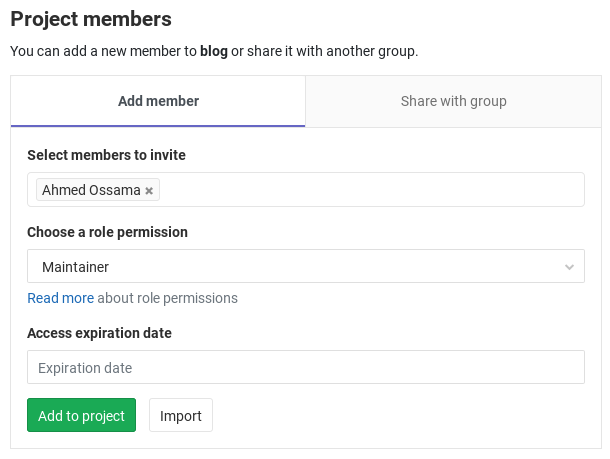 Project members
You can add a new member to blog or share it with another group.
Add member
Share with group
Select members to invite
Ahmed Ossama ×
Choose a role permission
Maintainer
Read more about role permissions
Access expiration date
Expiration date
Add to project
Import